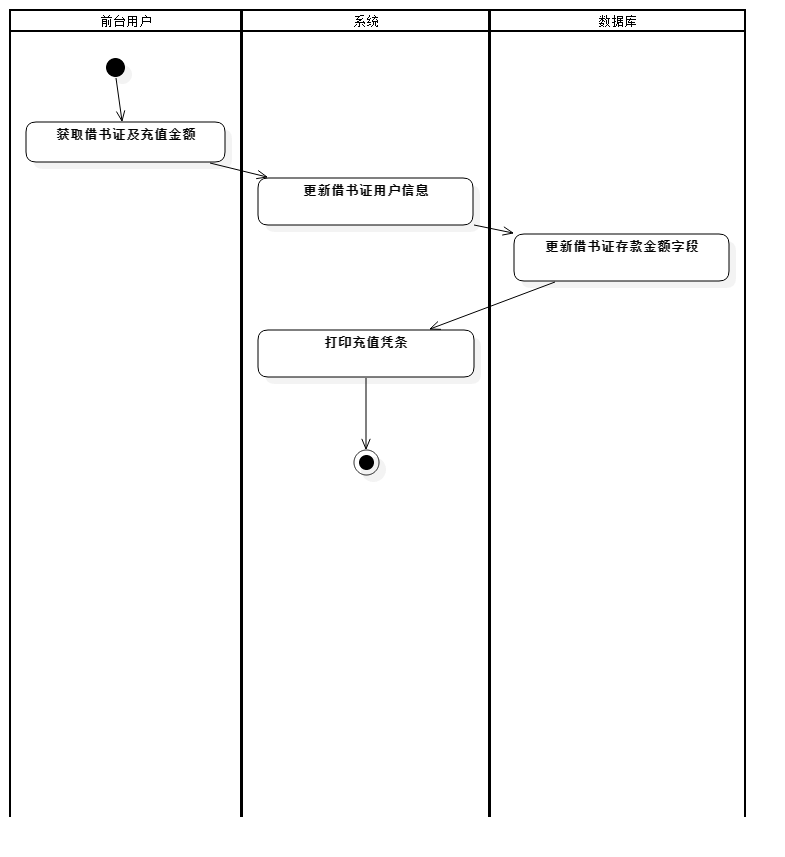 前台用户
系统
数据库
获取借书证及充值金额
更新借书证用户信息
更新借书证存款金额字段
打印充值凭条